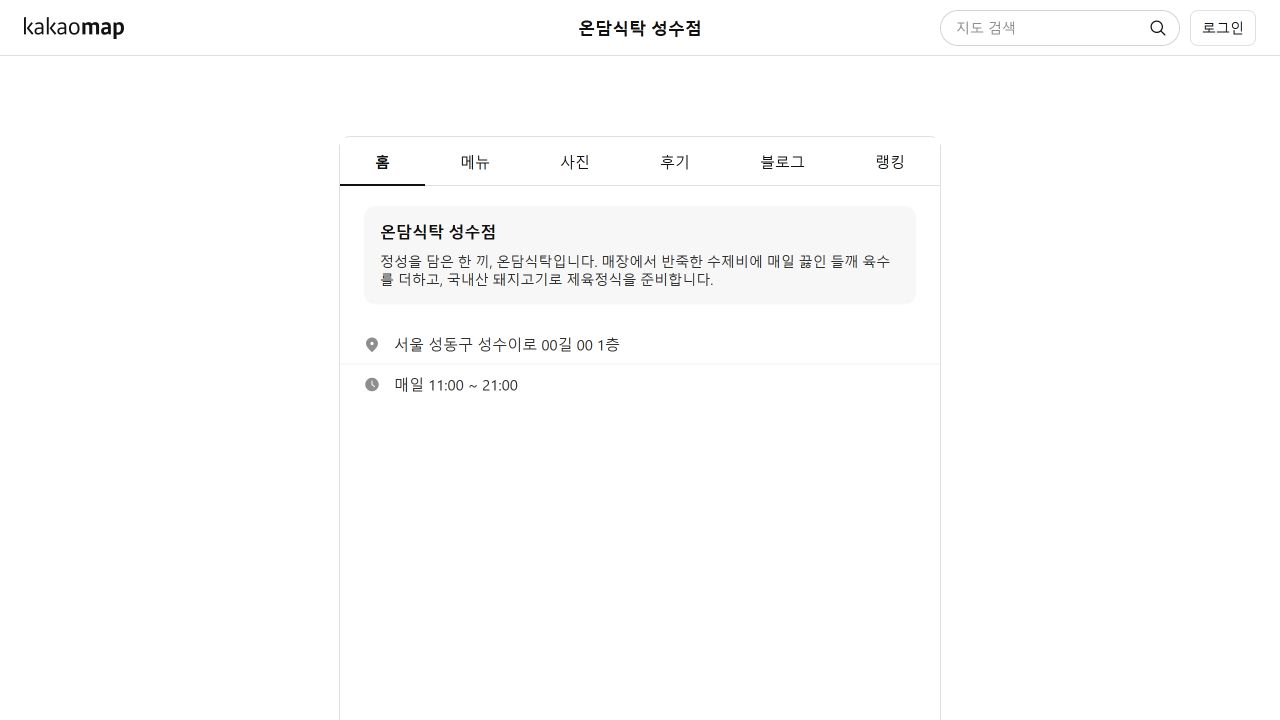 kakaomap
온담식탁 성수점
지도 검색
로그인
홈 메뉴 사진 후기 블로그 랭킹
온담식탁 성수점
정성을 담은 한 끼, 온담식탁입니다. 매장에서 반죽한 수제비에 매일 끓인 들깨 육수
를 더하고, 국내산 돼지고기로 제육정식을 준비합니다.
서울 성동구 성수이로 00길 00 1층
매일 11:00 ~ 21:00